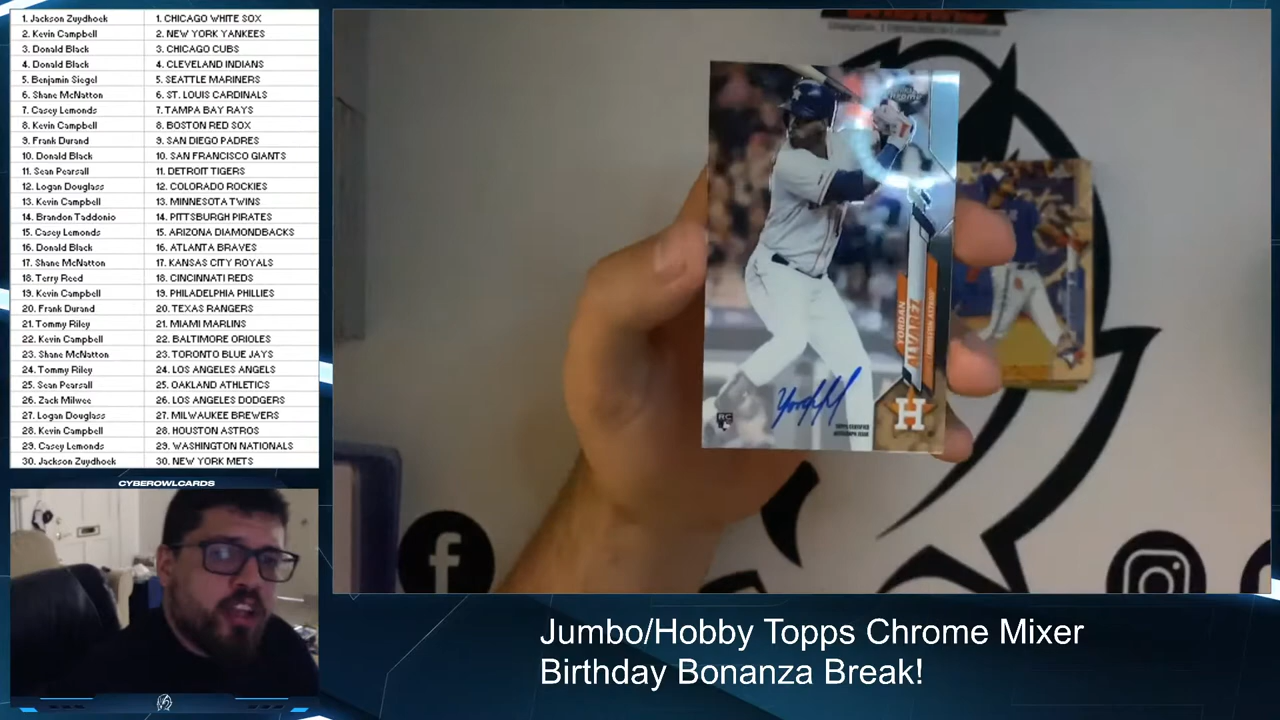 1. Jackson Zuydhoek 1. CHICAGO WHITE SOX
2. Kevin Campbell 2. NEW YORK YANKEES
3. Donald Black 3. CHICAGO CUBS
4. Donald Black 4. CLEVELAND INDIANS
5. Benjamin Siegel 5. SEATTLE MARINERS
6. Shane McNatton 6. ST. LOUIS CARDINALS
7. Casey Lemonds 7. TAMPA BAY RAYS
8. Kevin Campbell 8. BOSTON RED SOX
9. Frank Durand 9. SAN DIEGO PADRES
10. Donald Black 10. SAN FRANCISCO GIANTS
11. Sean Pearsall 11. DETROIT TIGERS
12. Logan Douglass 12. COLORADO ROCKIES
13. Kevin Campbell 13. MINNESOTA TWINS
14. Brandon Taddonio 14. PITTSBURGH PIRATES
15. Casey Lemonds 15. ARIZONA DIAMONDBACKS
16. Donald Black 16. ATLANTA BRAVES
17. Shane McNatton 17. KANSAS CITY ROYALS
18. Terry Reed 18. CINCINNATI REDS
19. Kevin Campbell 19. PHILADELPHIA PHILLIES
20. Frank Durand 20. TEXAS RANGERS
21. Tommy Riley 21. MIAMI MARLINS
22. Kevin Campbell 22. BALTIMORE ORIOLES
23. Shane McNatton 23. TORONTO BLUE JAYS
24. Tommy Riley 24. LOS ANGELES ANGELS
25. Sean Pearsall 25. OAKLAND ATHLETICS
26. Zack Milwee 26. LOS ANGELES DODGERS
27. Logan Douglass 27. MILWAUKEE BREWERS
28. Kevin Campbell 28. HOUSTON ASTROS
29. Casey Lemonds 29. WASHINGTON NATIONALS
30. Jackson Zuydhoek 30. NEW YORK METS
CYBEROWLCARDS
chrome
YORDAN
ALVAREZ
HOUSTON ASTROS
RC
H
TOPPS CERTIFIED
AUTOGRAPH ISSUE
Jumbo/Hobby Topps Chrome Mixer
Birthday Bonanza Break!